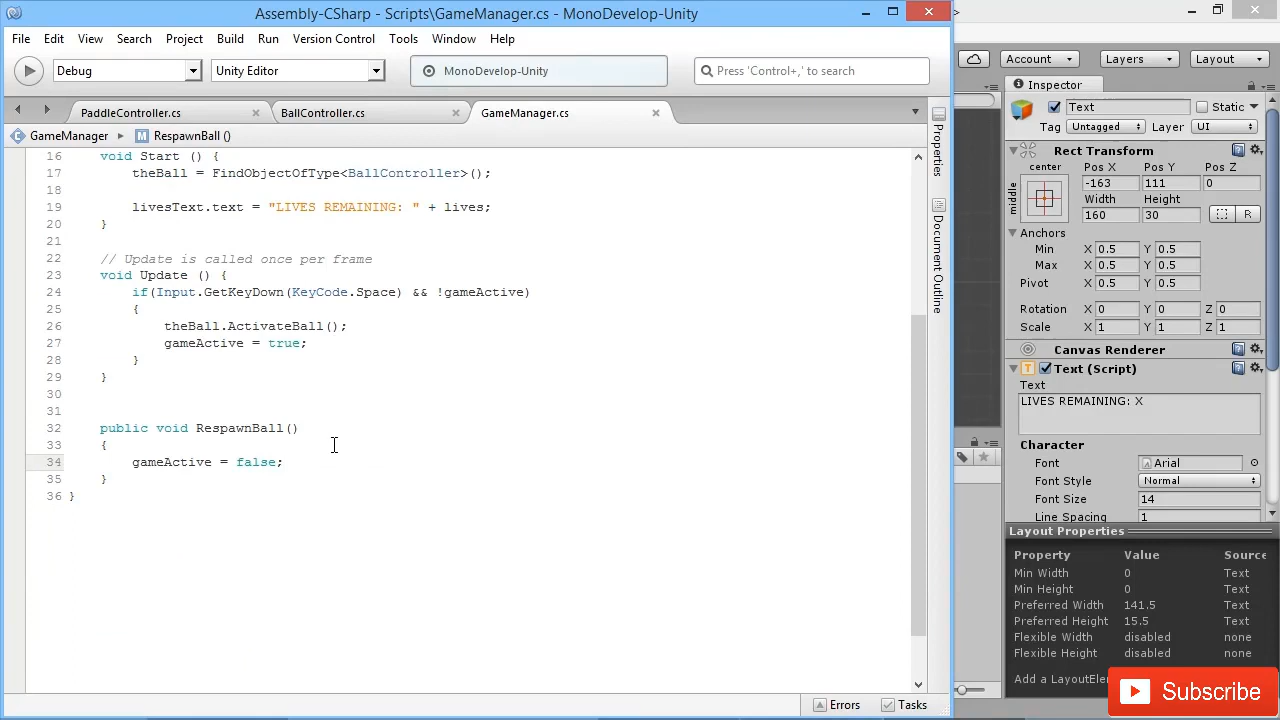 Assembly-CSharp - Scripts\GameManager.cs - MonoDevelop-Unity
File Edit View Search Project Build Run Version Control Tools Window Help
Debug Unity Editor MonoDevelop-Unity Press 'Control+,' to search
PaddleController.cs BallController.cs GameManager.cs
GameManager RespawnBall ()
16 void Start () {
17 theBall = FindObjectOfType<BallController>();
18
19 livesText.text = "LIVES REMAINING: " + lives;
20 }
21
22 // Update is called once per frame
23 void Update () {
24 if(Input.GetKeyDown(KeyCode.Space) && !gameActive)
25 {
26 theBall.ActivateBall();
27 gameActive = true;
28 }
29 }
30
31
32 public void RespawnBall()
33 {
34 gameActive = false;
35 }
36 }
Properties
Document Outline
Errors Tasks
Account Layers Layout
Inspector
Text Static
Tag Untagged Layer UI
Rect Transform
center Pos X Pos Y Pos Z
middle -163 111 0
Width Height
160 30 R
Anchors
Min X 0.5 Y 0.5
Max X 0.5 Y 0.5
Pivot X 0.5 Y 0.5
Rotation X 0 Y 0 Z 0
Scale X 1 Y 1 Z 1
Canvas Renderer
T Text (Script)
Text
LIVES REMAINING: X
Character
Font Arial
Font Style Normal
Font Size 14
Line Spacing 1
Layout Properties
Property Value Source
Min Width 0 Text
Min Height 0 Text
Preferred Width 141.5 Text
Preferred Height 15.5 Text
Flexible Width disabled none
Flexible Height disabled none
Add a LayoutEle
Subscribe